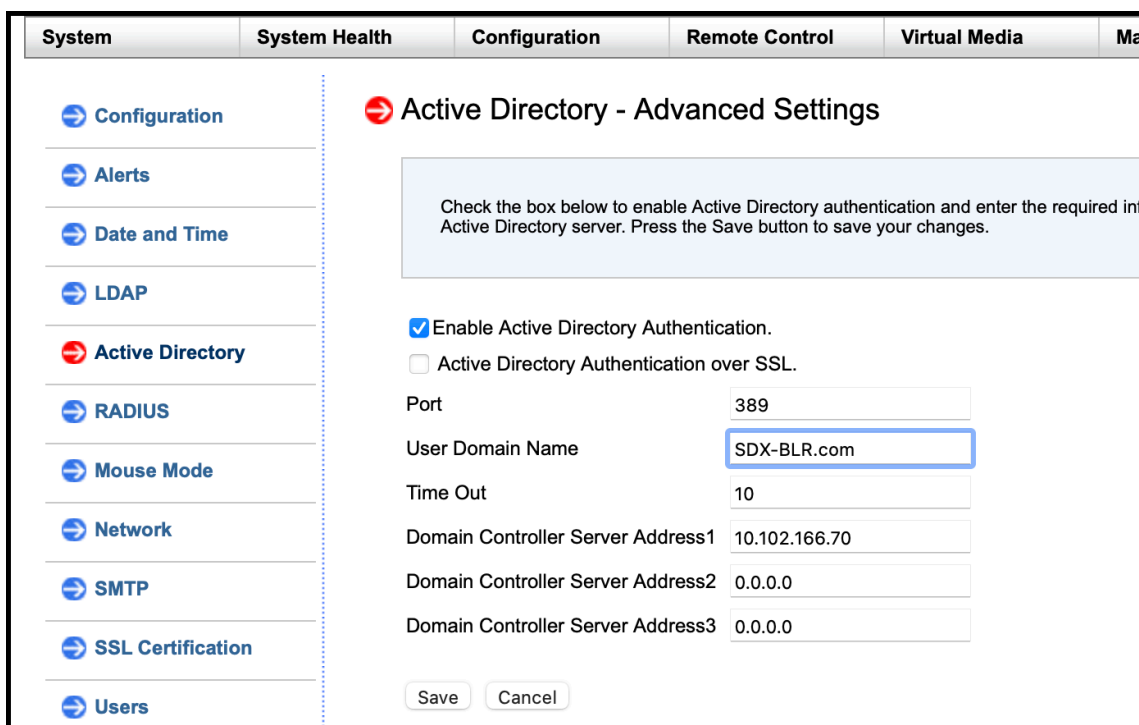 System
System Health
Configuration
Remote Control
Virtual Media
Configuration
Alerts
Date and Time
LDAP
Active Directory
RADIUS
Mouse Mode
Network
SMTP
SSL Certification
Users
Active Directory - Advanced Settings
Check the box below to enable Active Directory authentication and enter the required
Active Directory server. Press the Save button to save your changes.
Enable Active Directory Authentication.
Active Directory Authentication over SSL.
Port 389
User Domain Name SDX-BLR.com
Time Out 10
Domain Controller Server Address1 10.102.166.70
Domain Controller Server Address2 0.0.0.0
Domain Controller Server Address3 0.0.0.0
Save Cancel